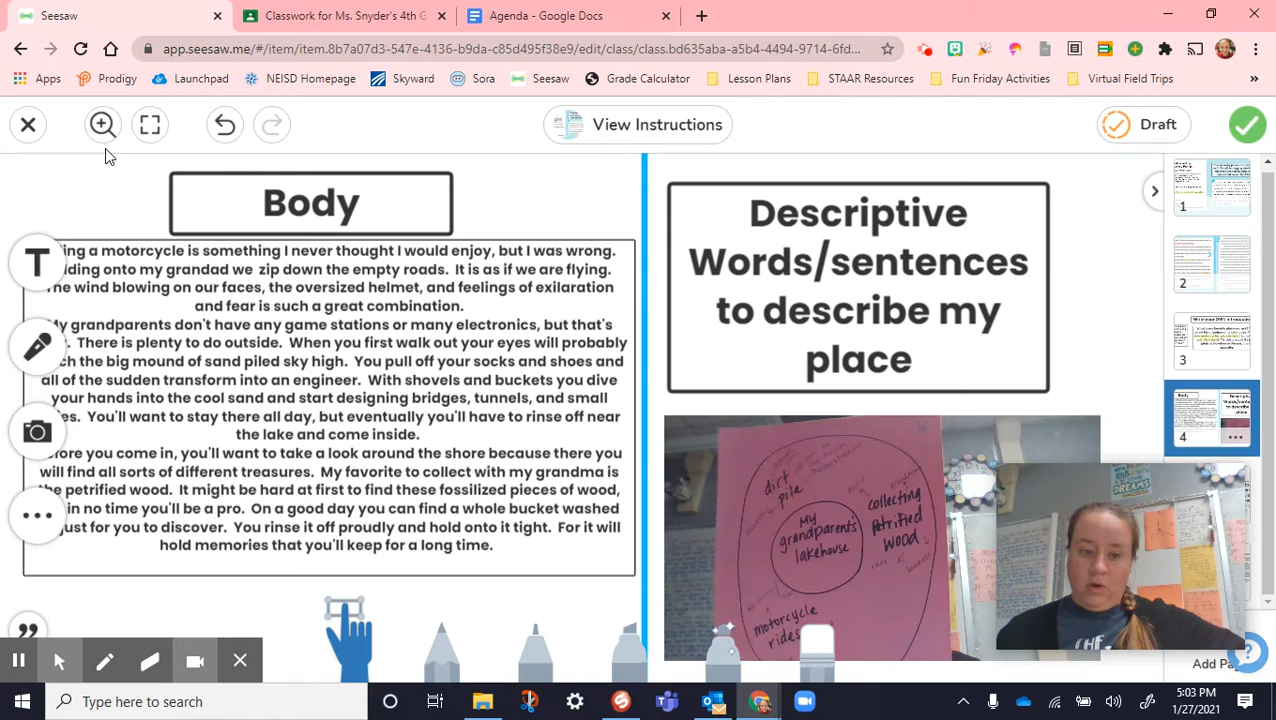 Seesaw
Classwork for Ms. Snyder's 4th G
Agenda - Google Docs
app.seesaw.me/#/item/item.8b7a07d3-547e-4136-b9da-c85d495f38e9/edit/class/class.bd635aba-a5b4-4494-9714-6fd...
Apps
Prodigy
Launchpad
NEISD Homepage
Skyward
Sora
Seesaw
Grade Calculator
Lesson Plans
STAAR Resources
Fun Friday Activities
Virtual Field Trips
View Instructions
Draft
Body
ing a motorcycle is something I never thought I would enjoy, but I was wrong.
ding onto my grandad we zip down the empty roads. It is as if we are flying.
he wind blowing on our faces, the oversized helmet, and feelings of exilaration
and fear is such a great combination.
My grandparents don't have any game stations or many electronics, but that's
There is plenty to do outside. When you first walk out your eyes will probably
ch the big mound of sand piled sky high. You pull off your socks and shoes and
all of the sudden transform into an engineer. With shovels and buckets you dive
your hands into the cool sand and start designing bridges, tunnels, and small
es. You'll want to stay there all day, but eventually you'll have to rinse off near
the lake and come inside.
ore you come in, you'll want to take a look around the shore because there you
will find all sorts of different treasures. My favorite to collect with my grandma is
the petrified wood. It might be hard at first to find these fossilized pieces of wood,
in no time you'll be a pro. On a good day you can find a whole bucket washed
just for you to discover. You rinse it off proudly and hold onto it tight. For it will
hold memories that you'll keep for a long time.
Descriptive
Words/sentences
to describe my
place
dirt
pile
My
grandparents
lakehouse
collecting
Petrified
wood
rare
motorcycle
rides
T
1
2
3
Body
4
DREAMS
THE
Add Pa
Type here to search
5:03 PM
1/27/2021